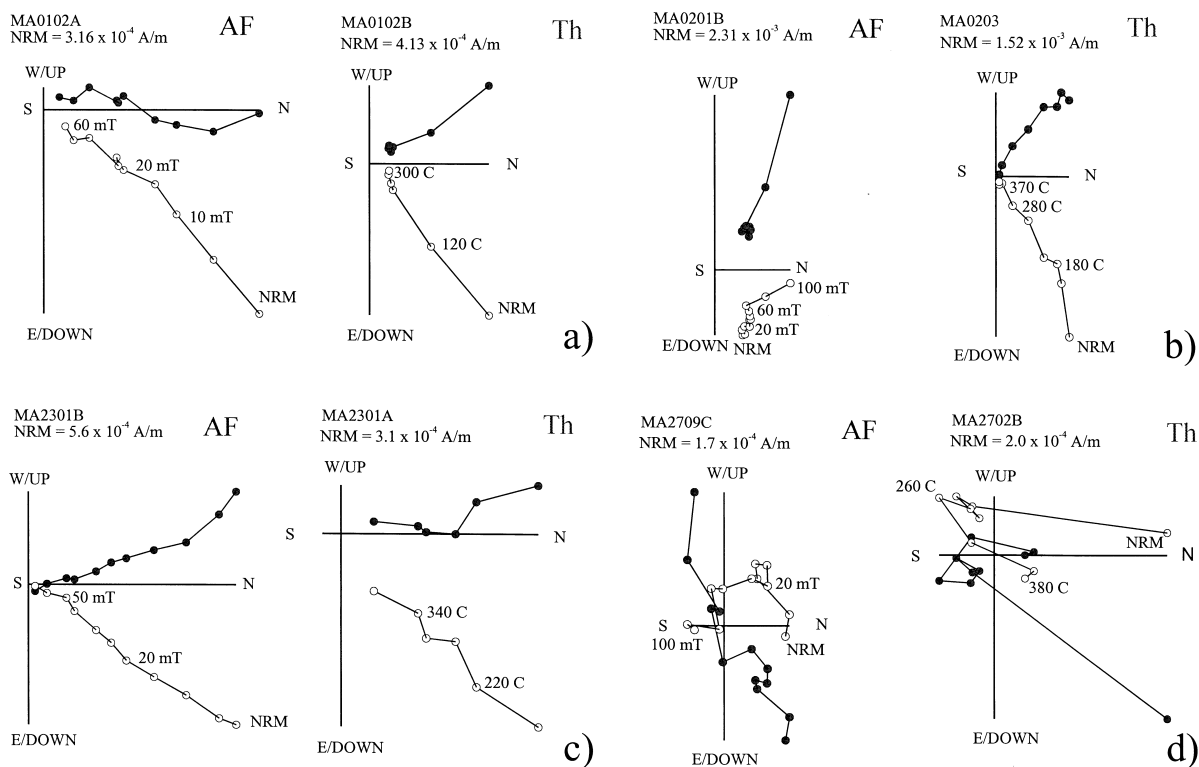 MA0102A
NRM = 3.16 x 10⁻⁴ A/m
AF
W/UP
S
N
60 mT
20 mT
10 mT
NRM
E/DOWN
MA0102B
NRM = 4.13 x 10⁻⁴ A/m
Th
W/UP
S
N
300 C
120 C
NRM
E/DOWN
a)
MA0201B
NRM = 2.31 x 10⁻³ A/m
AF
W/UP
S
N
100 mT
60 mT
20 mT
E/DOWN
NRM
MA0203
NRM = 1.52 x 10⁻³ A/m
Th
W/UP
S
N
370 C
280 C
180 C
NRM
E/DOWN
b)
MA2301B
NRM = 5.6 x 10⁻⁴ A/m
AF
W/UP
S
N
50 mT
20 mT
NRM
E/DOWN
MA2301A
NRM = 3.1 x 10⁻⁴ A/m
Th
W/UP
S
N
340 C
220 C
E/DOWN
c)
MA2709C
NRM = 1.7 x 10⁻⁴ A/m
AF
W/UP
20 mT
S
N
100 mT
NRM
E/DOWN
MA2702B
NRM = 2.0 x 10⁻⁴ A/m
Th
W/UP
260 C
NRM
S
N
380 C
E/DOWN
d)